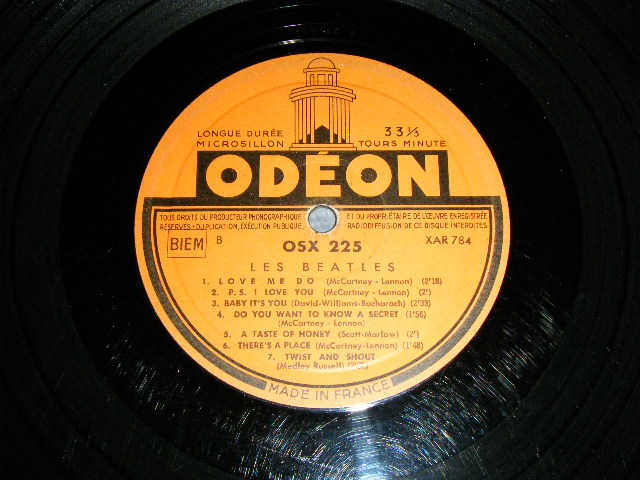 LONGUE DURÉE 33 1/3
MICROSILLON TOURS MINUTE
ODÉON
TOUS DROITS DU PRODUCTEUR PHONOGRAPHIQUE ET DU PROPRIÉTAIRE DE L'ŒUVRE ENREGISTRÉE
RÉSERVÉS · DUPLICATION, EXÉCUTION PUBLIQUE, RADIODIFFUSION DE CE DISQUE INTERDITES
BIEM B OSX 225 XAR 784
LES BEATLES
1. LOVE ME DO (McCartney - Lennon) (2'18)
2. P.S. I LOVE YOU (McCartney - Lennon) (2')
3. BABY IT'S YOU (David-Williams-Bacharach) (2'33)
4. DO YOU WANT TO KNOW A SECRET (1'56)
(McCartney - Lennon)
5. A TASTE OF HONEY (Scott-Marlow) (2')
6. THERE'S A PLACE (McCartney-Lennon) (1'48)
7. TWIST AND SHOUT
(Medley Russell)
MADE IN FRANCE